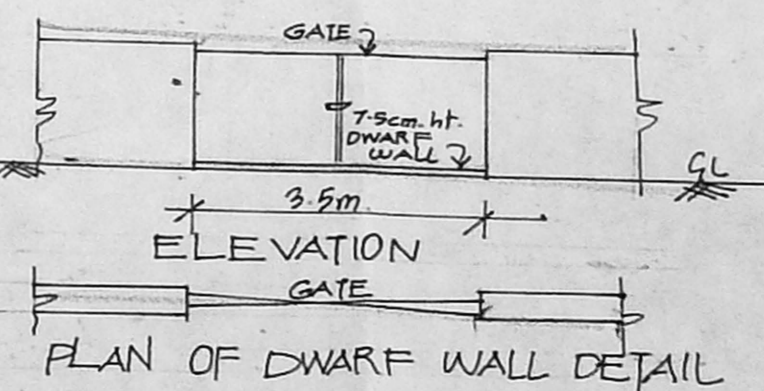 GATE
7.5cm. ht.
DWARF
WALL
GL
3.5m
ELEVATION
GATE
PLAN OF DWARF WALL DETAIL